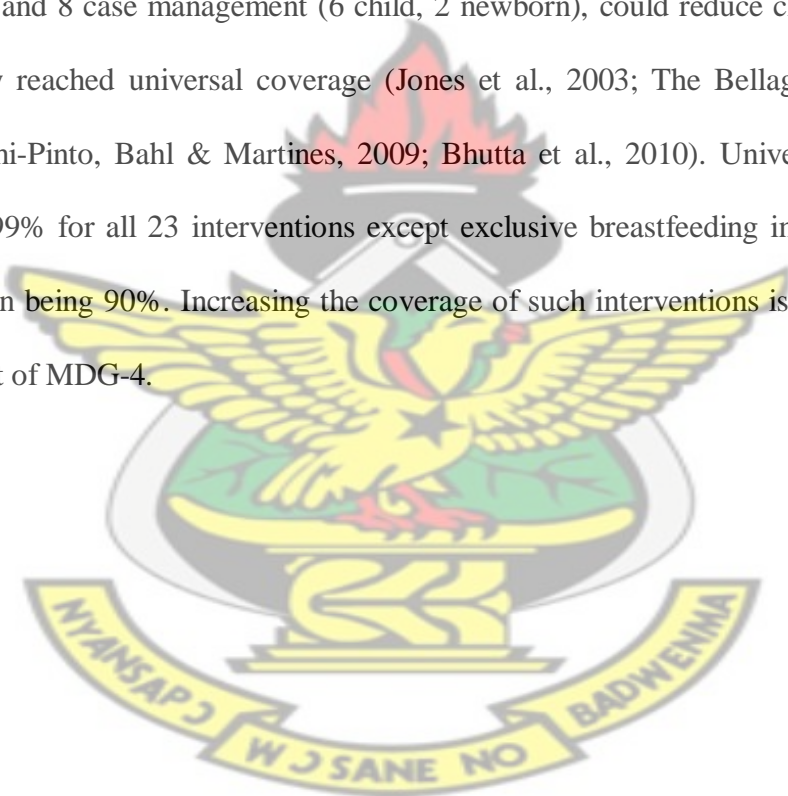 and 8 case management (6 child, 2 newborn), could reduce c
reached universal coverage (Jones et al., 2003; The Bellag
ni-Pinto, Bahl & Martines, 2009; Bhutta et al., 2010). Unive
99% for all 23 interventions except exclusive breastfeeding in
n being 90%. Increasing the coverage of such interventions is
t of MDG-4.
NYANSAPƆ
WƆSANE NO
BADWENMA